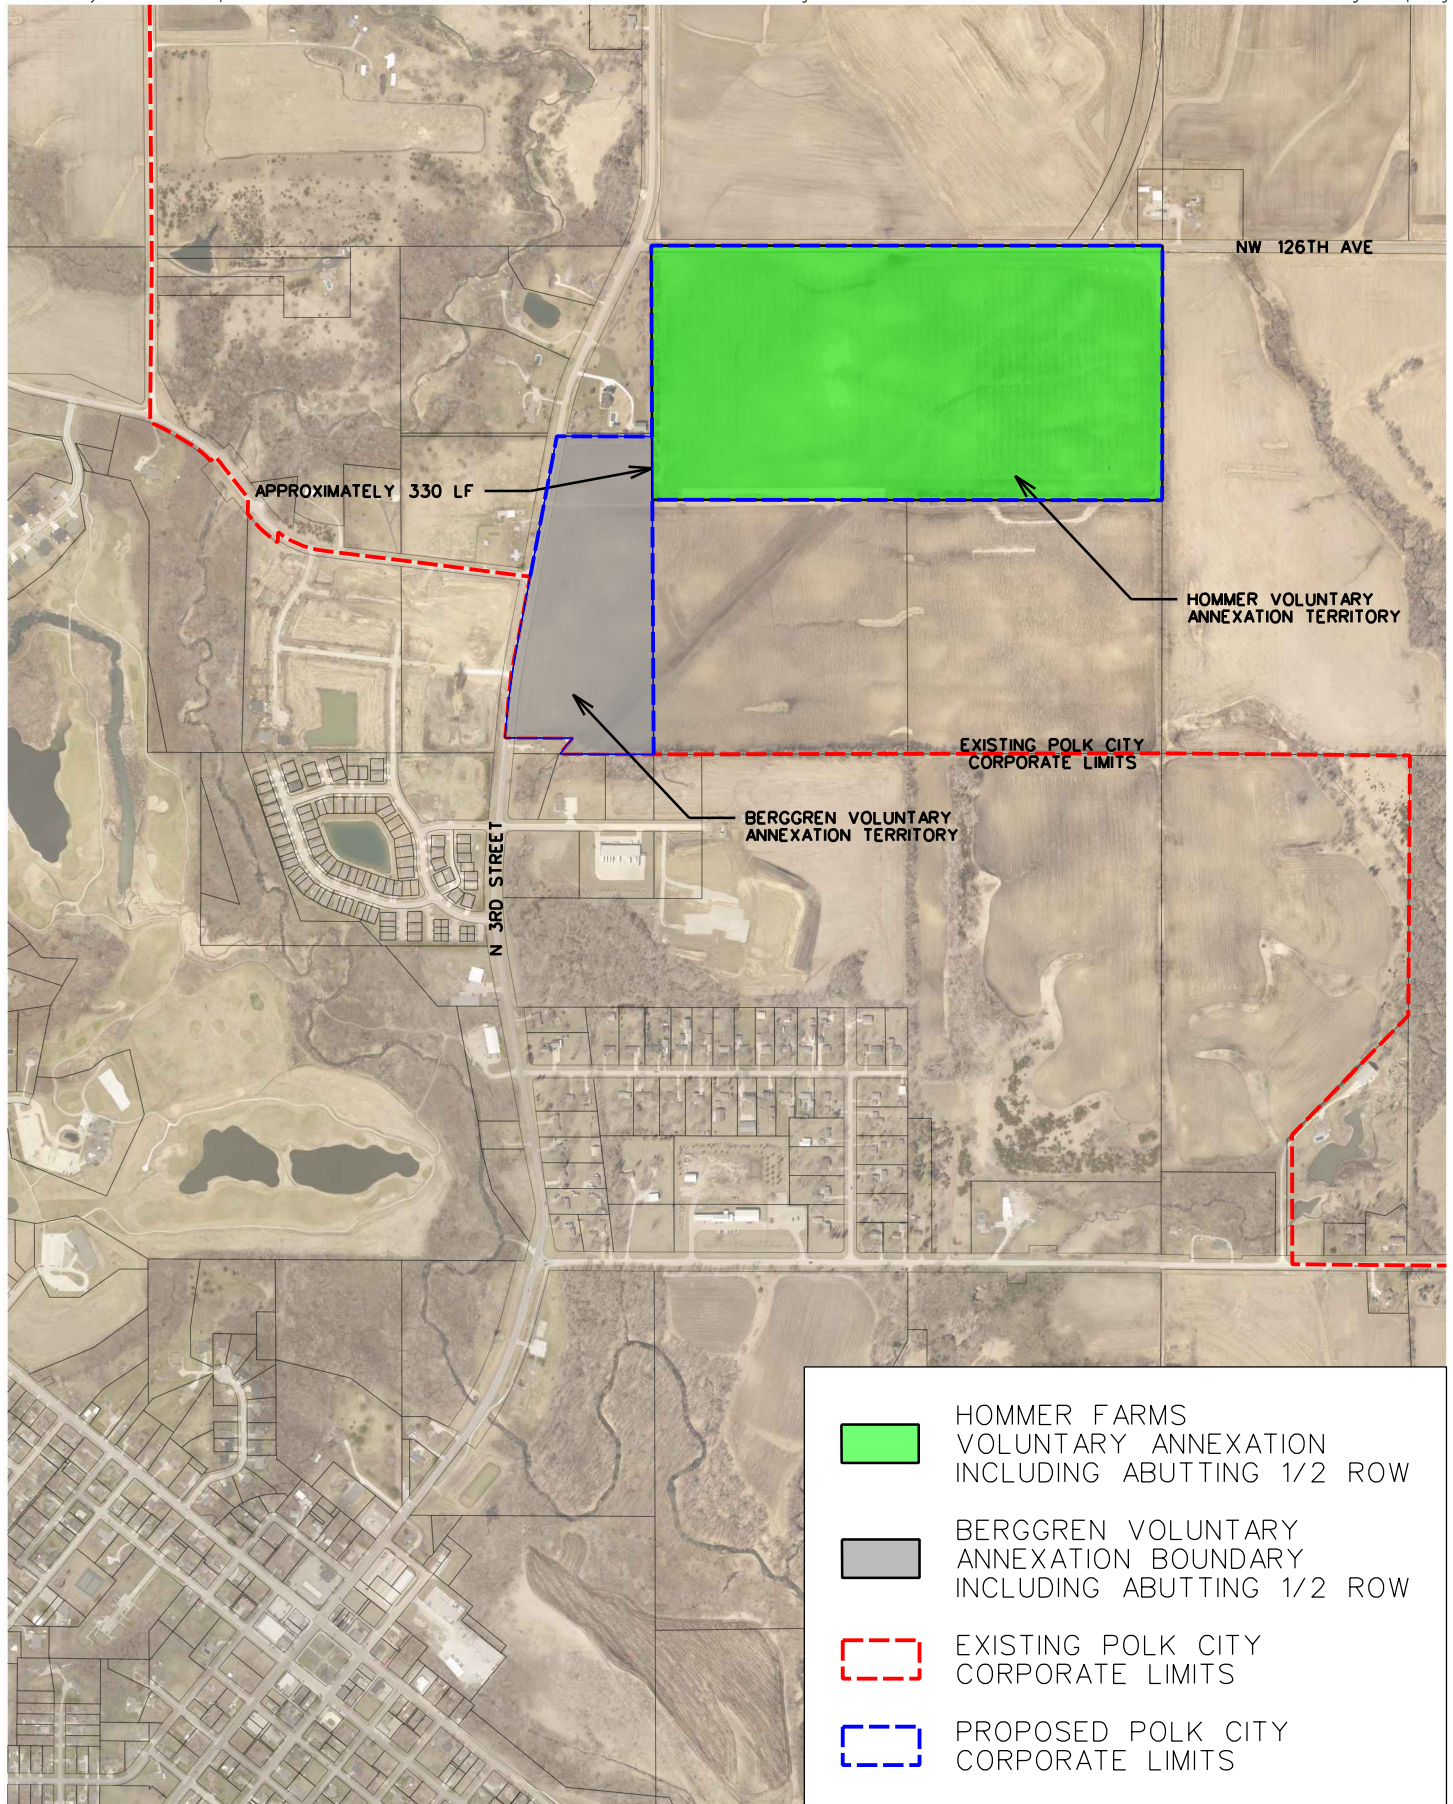 NW 126TH AVE
APPROXIMATELY 330 LF
HOMMER VOLUNTARY
ANNEXATION TERRITORY
EXISTING POLK CITY
CORPORATE LIMITS
BERGGREN VOLUNTARY
ANNEXATION TERRITORY
N 3RD STREET
HOMMER FARMS
VOLUNTARY ANNEXATION
INCLUDING ABUTTING 1/2 ROW
BERGGREN VOLUNTARY
ANNEXATION BOUNDARY
INCLUDING ABUTTING 1/2 ROW
EXISTING POLK CITY
CORPORATE LIMITS
PROPOSED POLK CITY
CORPORATE LIMITS